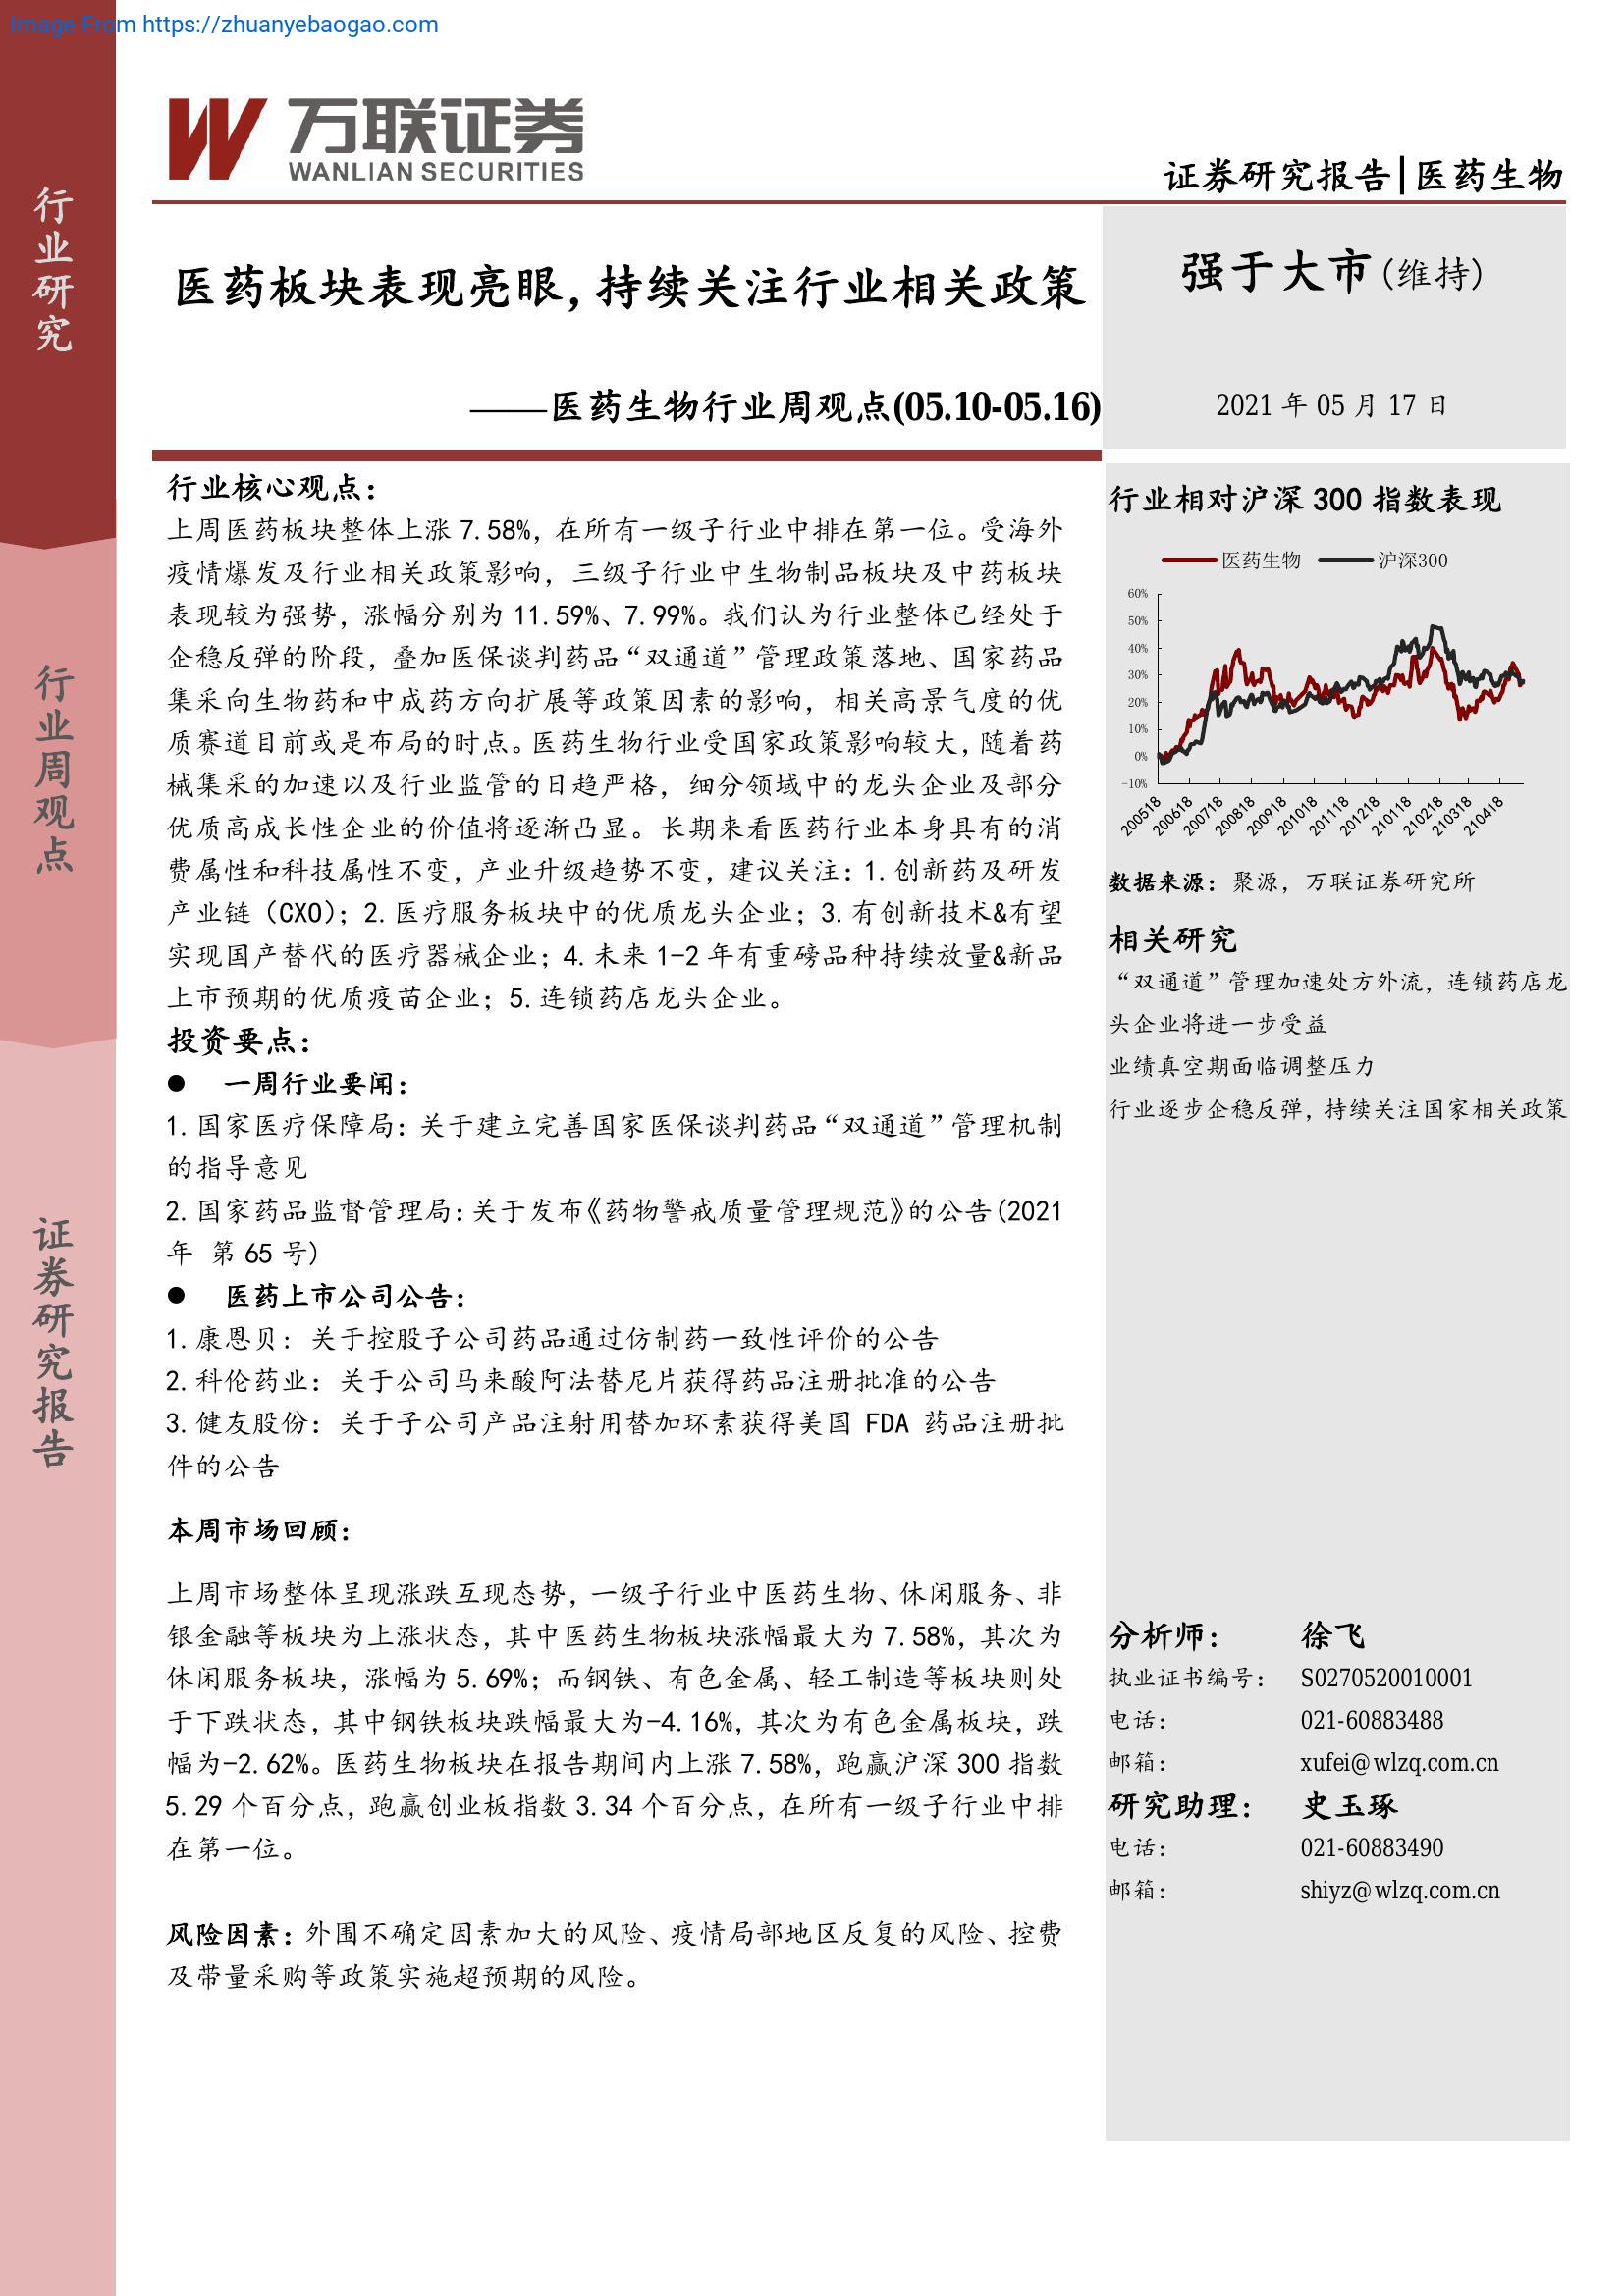 Image From https://zhuanyebaogao.com
万联证券
WANLIAN SECURITIES
证券研究报告|医药生物
行业研究
行业周观点
证券研究报告
医药板块表现亮眼,持续关注行业相关政策
——医药生物行业周观点(05.10-05.16)
强于大市(维持)
2021 年 05 月 17 日
行业核心观点：
上周医药板块整体上涨 7.58%，在所有一级子行业中排在第一位。受海外
疫情爆发及行业相关政策影响，三级子行业中生物制品板块及中药板块
表现较为强势，涨幅分别为 11.59%、7.99%。我们认为行业整体已经处于
企稳反弹的阶段，叠加医保谈判药品“双通道”管理政策落地、国家药品
集采向生物药和中成药方向扩展等政策因素的影响，相关高景气度的优
质赛道目前或是布局的时点。医药生物行业受国家政策影响较大，随着药
械集采的加速以及行业监管的日趋严格，细分领域中的龙头企业及部分
优质高成长性企业的价值将逐渐凸显。长期来看医药行业本身具有的消
费属性和科技属性不变，产业升级趋势不变，建议关注：1.创新药及研发
产业链（CXO）；2.医疗服务板块中的优质龙头企业；3.有创新技术&有望
实现国产替代的医疗器械企业；4.未来 1-2 年有重磅品种持续放量&新品
上市预期的优质疫苗企业；5.连锁药店龙头企业。
投资要点：
● 一周行业要闻：
1.国家医疗保障局：关于建立完善国家医保谈判药品“双通道”管理机制
的指导意见
2.国家药品监督管理局：关于发布《药物警戒质量管理规范》的公告(2021
年 第 65 号)
● 医药上市公司公告：
1.康恩贝：关于控股子公司药品通过仿制药一致性评价的公告
2.科伦药业：关于公司马来酸阿法替尼片获得药品注册批准的公告
3.健友股份：关于子公司产品注射用替加环素获得美国 FDA 药品注册批
件的公告
本周市场回顾：
上周市场整体呈现涨跌互现态势，一级子行业中医药生物、休闲服务、非
银金融等板块为上涨状态，其中医药生物板块涨幅最大为 7.58%，其次为
休闲服务板块，涨幅为 5.69%；而钢铁、有色金属、轻工制造等板块则处
于下跌状态，其中钢铁板块跌幅最大为-4.16%，其次为有色金属板块，跌
幅为-2.62%。医药生物板块在报告期间内上涨 7.58%，跑赢沪深 300 指数
5.29 个百分点，跑赢创业板指数 3.34 个百分点，在所有一级子行业中排
在第一位。
风险因素：外围不确定因素加大的风险、疫情局部地区反复的风险、控费
及带量采购等政策实施超预期的风险。
行业相对沪深 300 指数表现
医药生物 沪深300
60%
50%
40%
30%
20%
10%
0%
-10%
200518 200618 200718 200818 200918 201018 201118 201218 210118 210218 210318 210418
数据来源：聚源，万联证券研究所
相关研究
“双通道”管理加速处方外流，连锁药店龙
头企业将进一步受益
业绩真空期面临调整压力
行业逐步企稳反弹，持续关注国家相关政策
分析师： 徐飞
执业证书编号： S0270520010001
电话： 021-60883488
邮箱： xufei@wlzq.com.cn
研究助理： 史玉琢
电话： 021-60883490
邮箱： shiyz@wlzq.com.cn